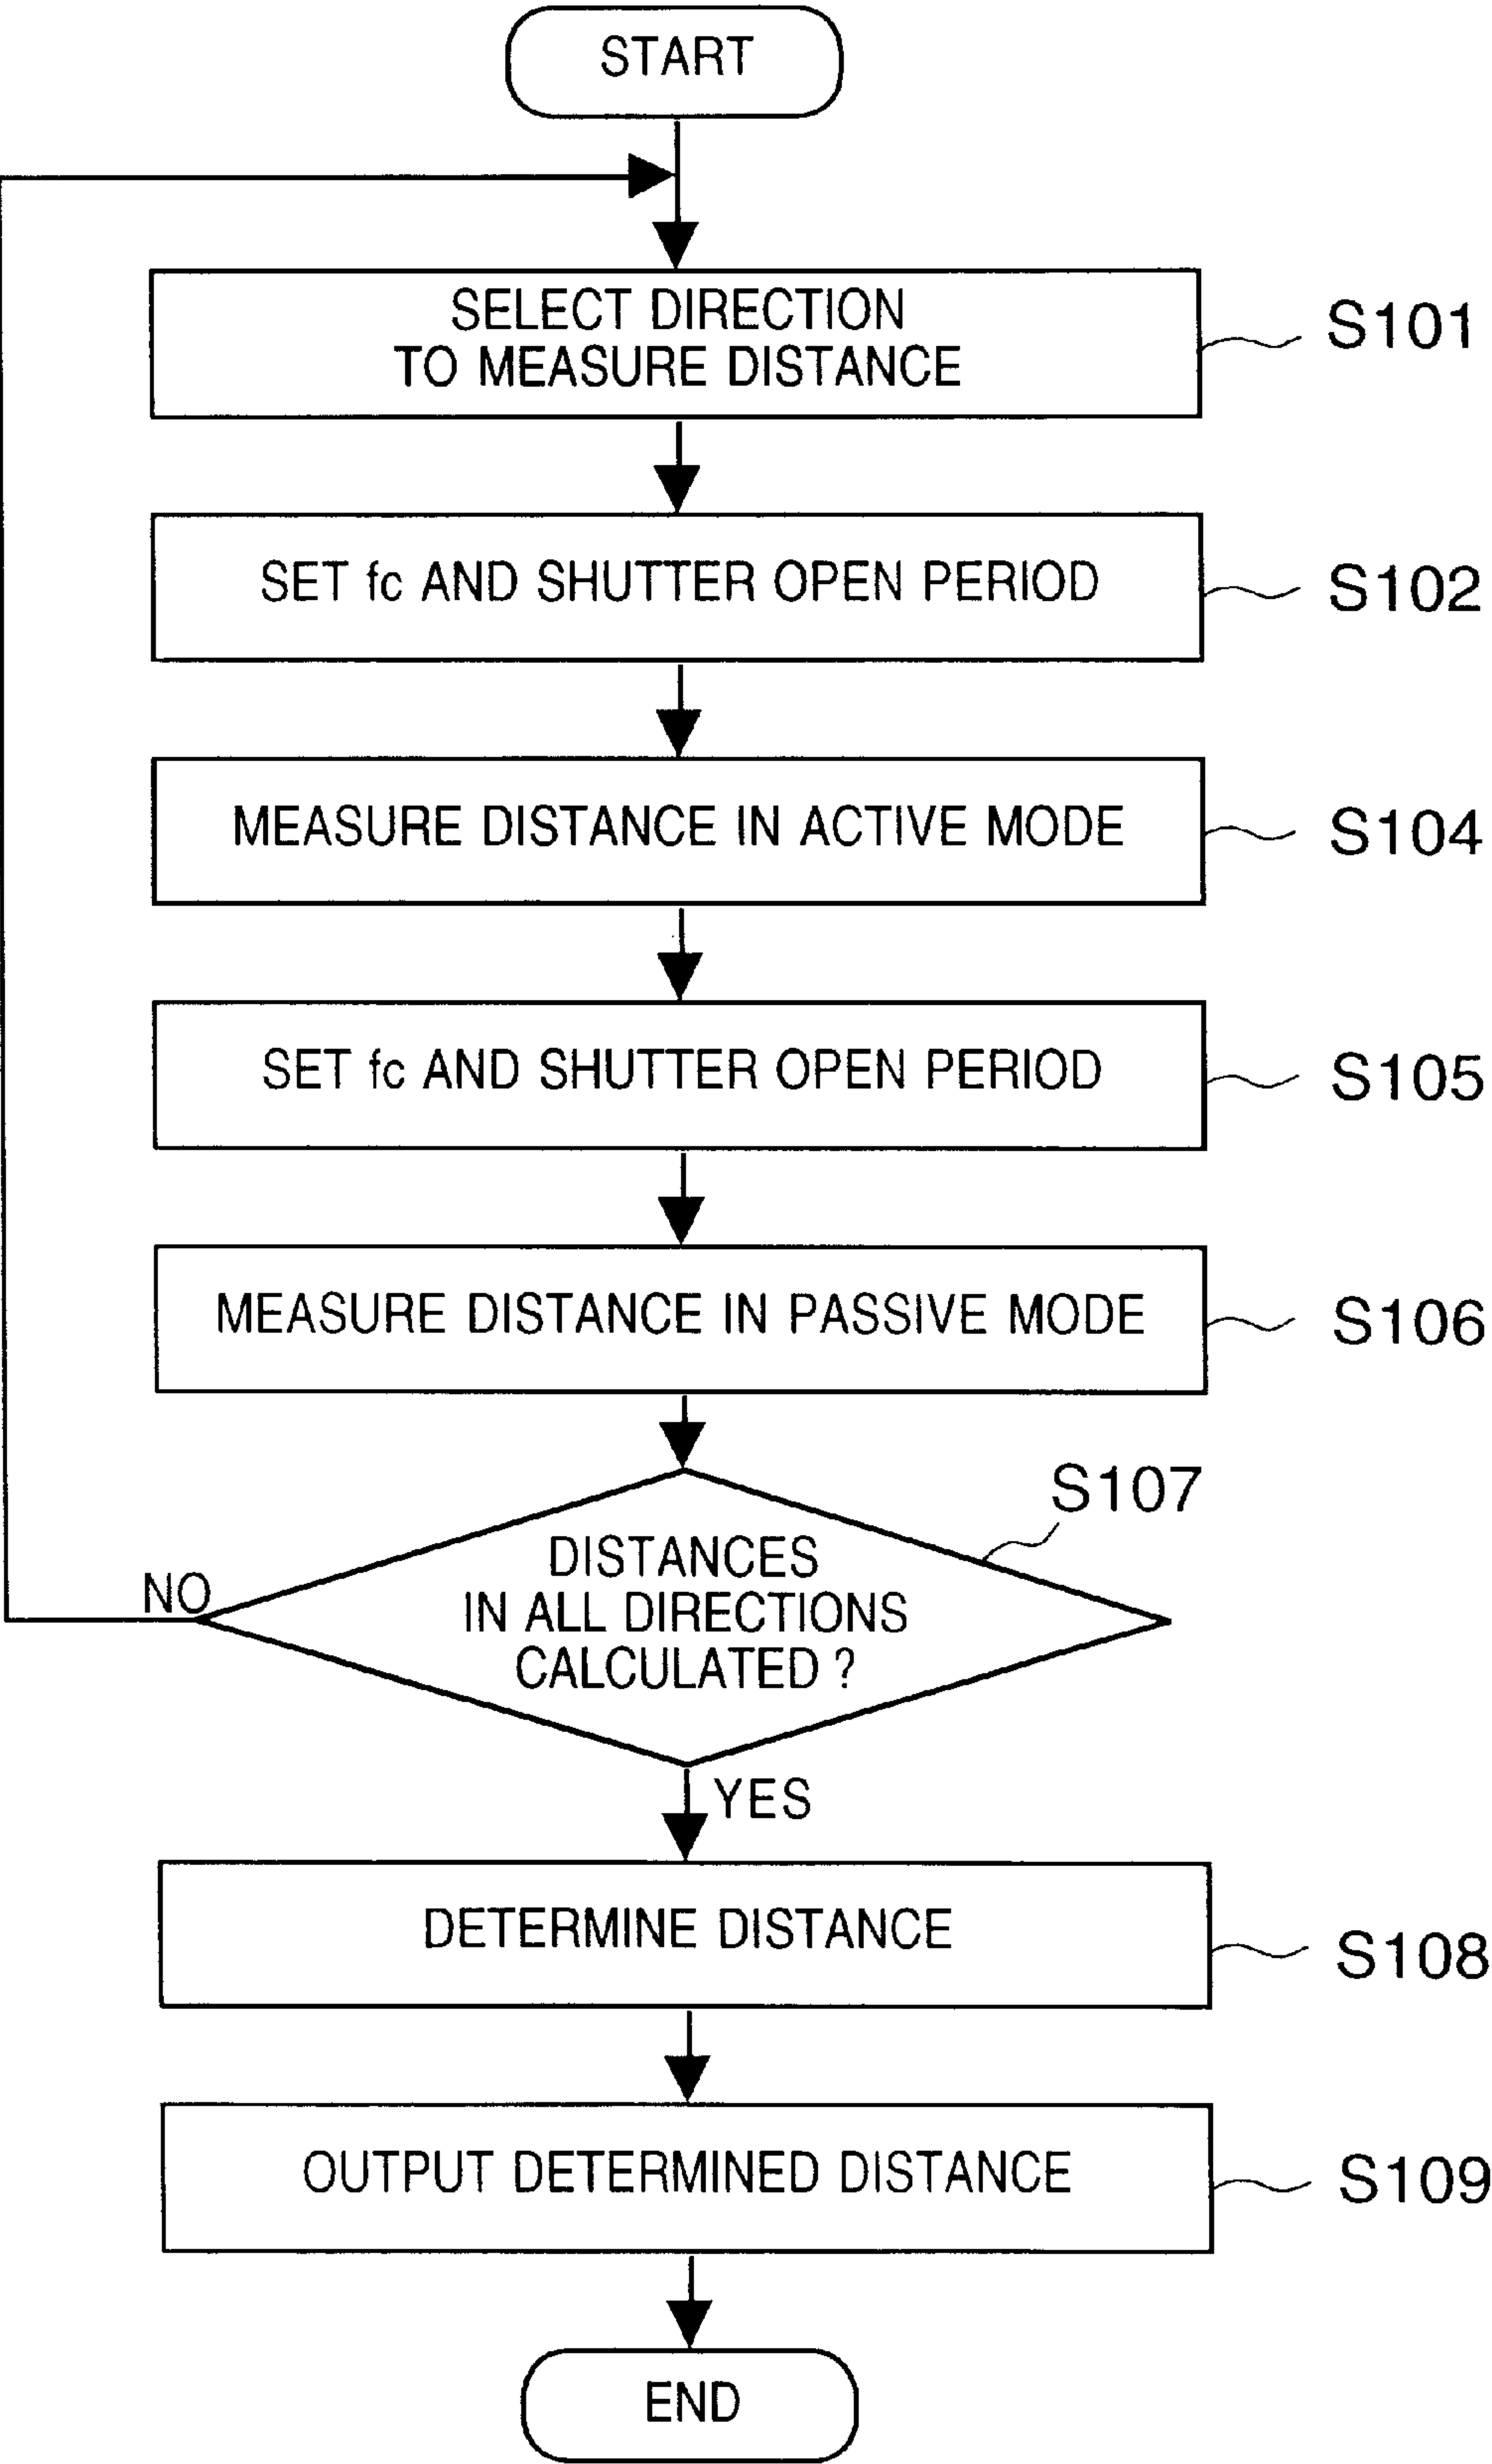 START
SELECT DIRECTION
TO MEASURE DISTANCE
S101
SET fc AND SHUTTER OPEN PERIOD
S102
MEASURE DISTANCE IN ACTIVE MODE
S104
SET fc AND SHUTTER OPEN PERIOD
S105
MEASURE DISTANCE IN PASSIVE MODE
S106
S107
DISTANCES
IN ALL DIRECTIONS
CALCULATED ?
NO
YES
DETERMINE DISTANCE
S108
OUTPUT DETERMINED DISTANCE
S109
END